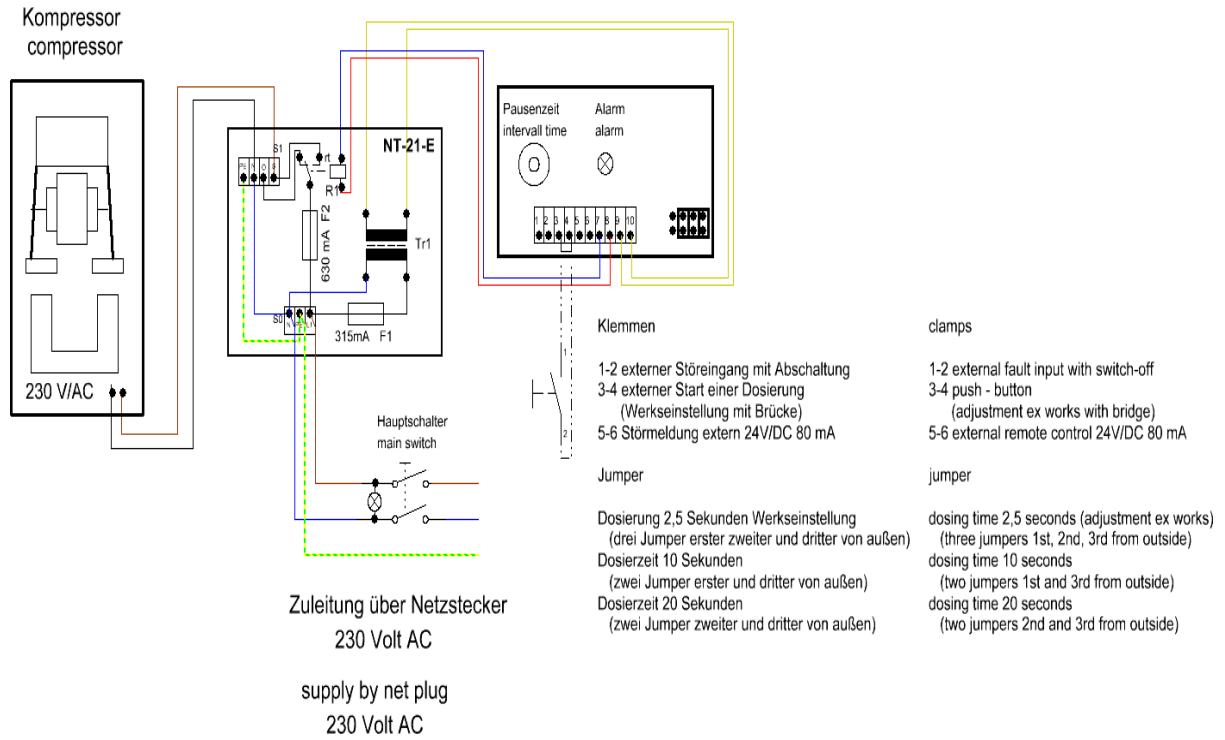 Kompressor
compressor
230 V/AC
NT-21-E
S1
PE N O S
rt
R1
630 mA F2
Tr1
S0
N PE L1
315mA F1
Pausenzeit
intervall time
Alarm
alarm
1 2 3 4 5 6 7 8 9 10
1
2
Hauptschalter
main switch
Zuleitung über Netzstecker
230 Volt AC
supply by net plug
230 Volt AC
Klemmen
1-2 externer Störeingang mit Abschaltung
3-4 externer Start einer Dosierung
(Werkseinstellung mit Brücke)
5-6 Störmeldung extern 24V/DC 80 mA
Jumper
Dosierung 2,5 Sekunden Werkseinstellung
(drei Jumper erster zweiter und dritter von außen)
Dosierzeit 10 Sekunden
(zwei Jumper erster und dritter von außen)
Dosierzeit 20 Sekunden
(zwei Jumper zweiter und dritter von außen)
clamps
1-2 external fault input with switch-off
3-4 push - button
(adjustment ex works with bridge)
5-6 external remote control 24V/DC 80 mA
jumper
dosing time 2,5 seconds (adjustment ex works)
(three jumpers 1st, 2nd, 3rd from outside)
dosing time 10 seconds
(two jumpers 1st and 3rd from outside)
dosing time 20 seconds
(two jumpers 2nd and 3rd from outside)